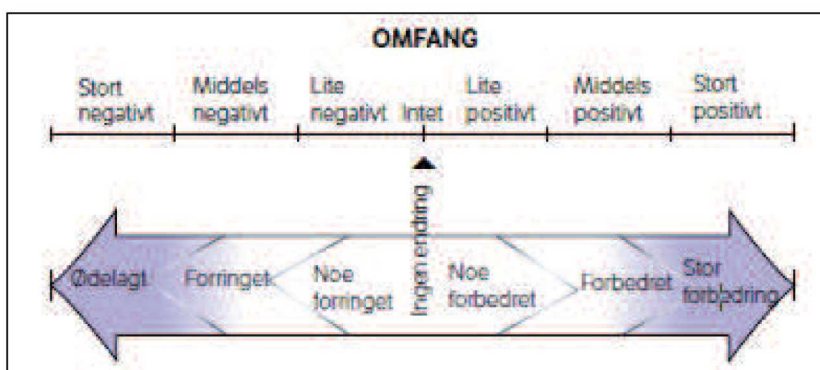 OMFANG
Stort negativt
Middels negativt
Lite negativt
Intet
Lite positivt
Middels positivt
Stort positivt
Ingen endring
Ødelagt
Forringet
Noe forringet
Noe forbedret
Forbedret
Stor forbedring